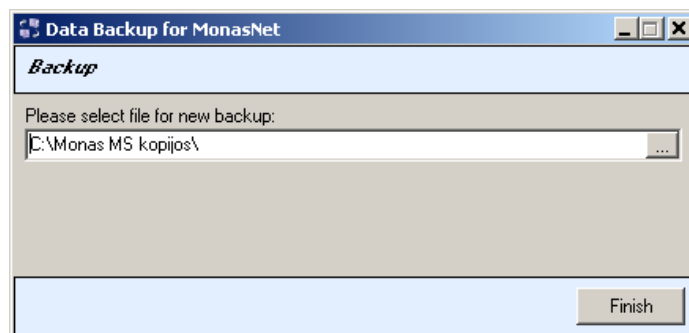 Data Backup for MonasNet
Backup
Please select file for new backup:
C:\Monas MS kopijos\
...
Finish